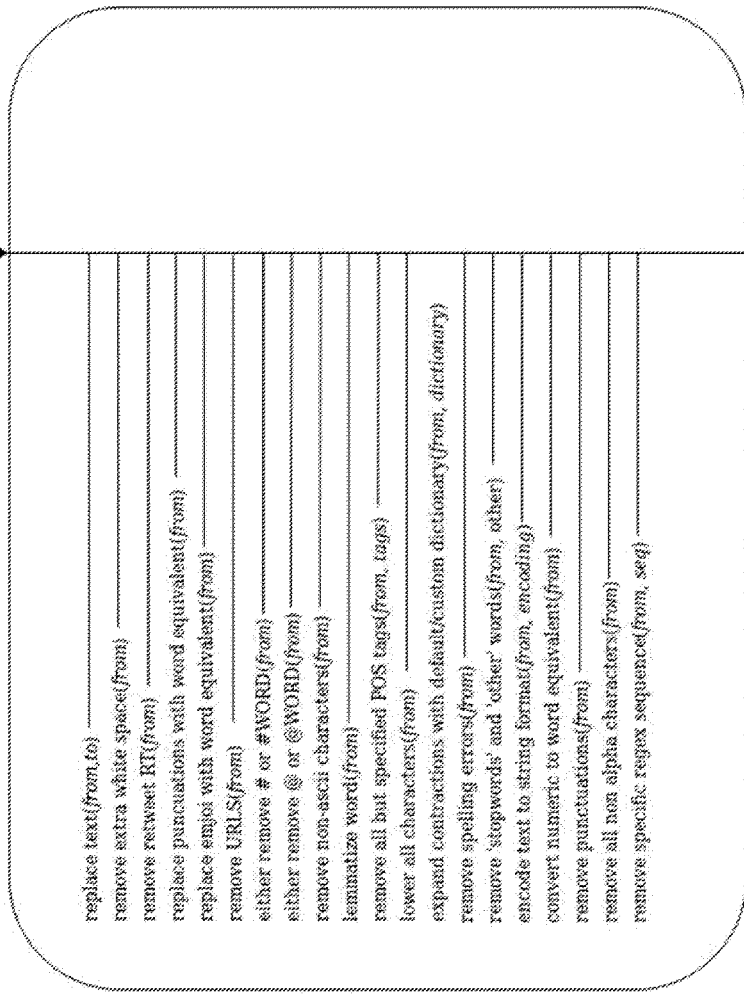 replace text(from,to)
remove extra white space(from)
remove retweet RT(from)
replace puncuations with word equivalent(from)
replace emjoi with word equivalent(from)
remove URLS(from)
either remove # or #WORD(from)
either remove @ or @WORD(from)
remove non-ascii characters(from)
lemmatize word(from)
remove all but specified POS tags(from, tags)
lower all characters(from)
expand contractions with default/custom dictionary(from, dictionary)
remove spelling errors(from)
remove 'stopwords' and 'other' words(from, other)
encode text to string format(from, encoding)
convert numeric to word equivalent(from)
remove punctuations(from)
remove all non alpha characters(from)
remove specific regex sequence(from, seq)